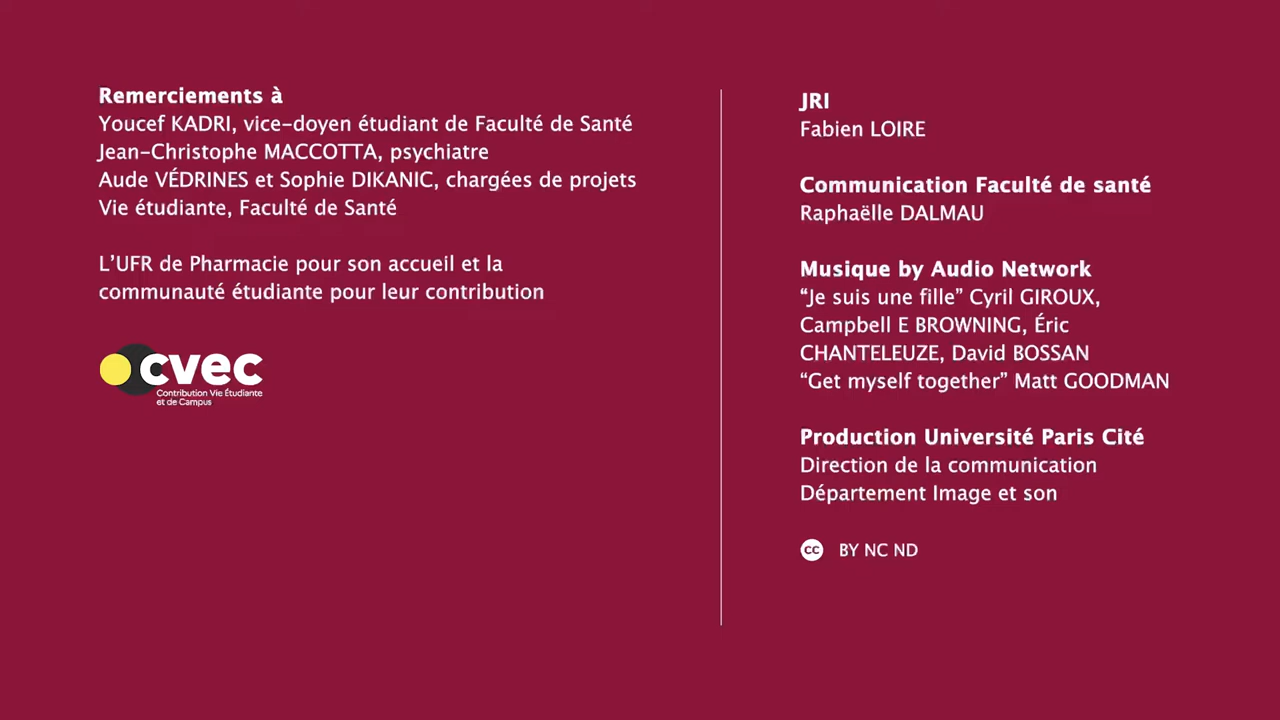 Remerciements à
Youcef KADRI, vice-doyen étudiant de Faculté de Santé
Jean-Christophe MACCOTTA, psychiatre
Aude VÉDRINES et Sophie DIKANIC, chargées de projets
Vie étudiante, Faculté de Santé
L’UFR de Pharmacie pour son accueil et la
communauté étudiante pour leur contribution
cvec
Contribution Vie Étudiante
et de Campus
JRI
Fabien LOIRE
Communication Faculté de santé
Raphaëlle DALMAU
Musique by Audio Network
“Je suis une fille” Cyril GIROUX,
Campbell E BROWNING, Éric
CHANTELEUZE, David BOSSAN
“Get myself together” Matt GOODMAN
Production Université Paris Cité
Direction de la communication
Département Image et son
cc BY NC ND